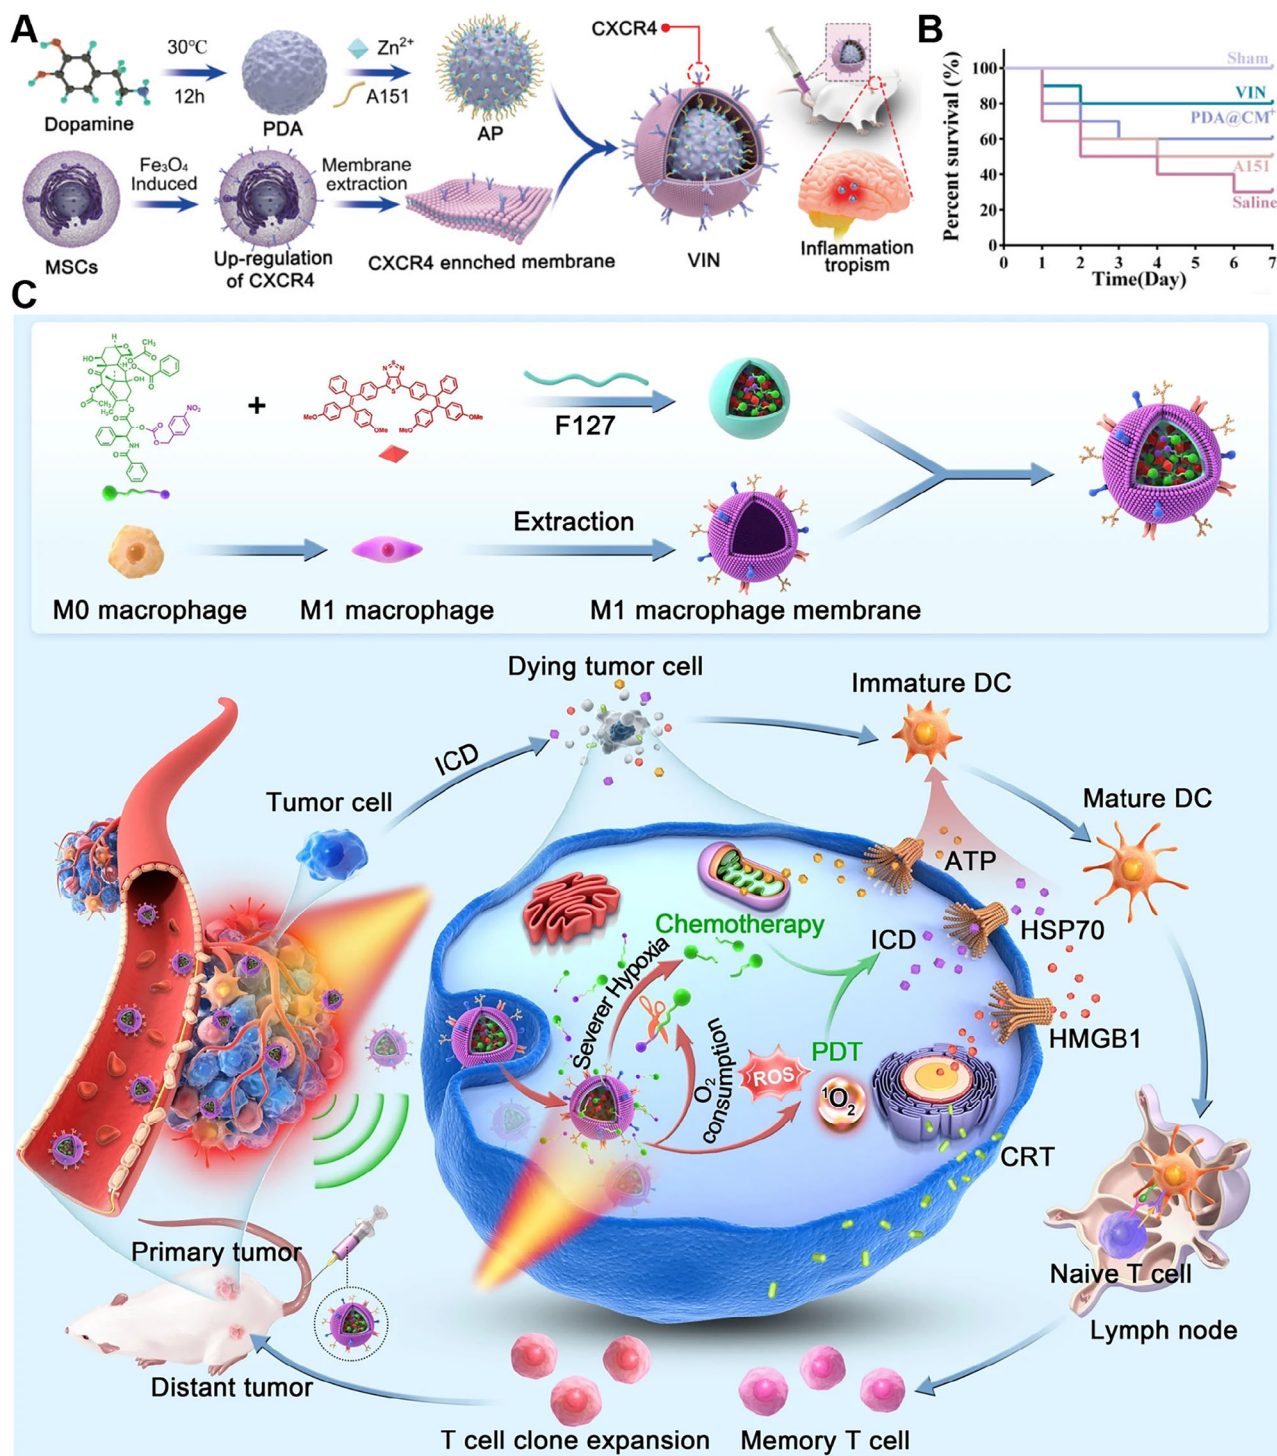 A
CXCR4
30℃
12h
Zn²⁺
A151
Dopamine
PDA
AP
Fe₃O₄
Induced
Membrane
extraction
MSCs
Up-regulation
of CXCR4
CXCR4 ennched membrane
VIN
Inflammation
tropism
B
Percent survival (%)
100
80
60
40
20
0
Sham
VIN
PDA@CM⁺
A151
Saline
0 1 2 3 4 5 6 7
Time(Day)
C
+
F127
Extraction
M0 macrophage
M1 macrophage
M1 macrophage membrane
Dying tumor cell
Immature DC
ICD
Tumor cell
Mature DC
ATP
HSP70
Chemotherapy
ICD
Severer Hypoxia
HMGB1
O₂
consumption
ROS
PDT
¹O₂
CRT
Primary tumor
Naive T cell
Lymph node
Distant tumor
T cell clone expansion
Memory T cell